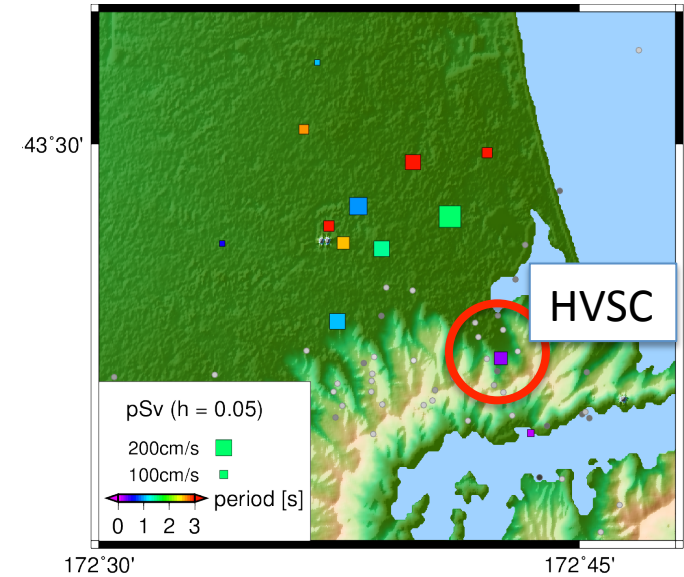 43˚30'
HVSC
pSv (h = 0.05)
200cm/s
100cm/s
period [s]
0 1 2 3
172˚30'
172˚45'